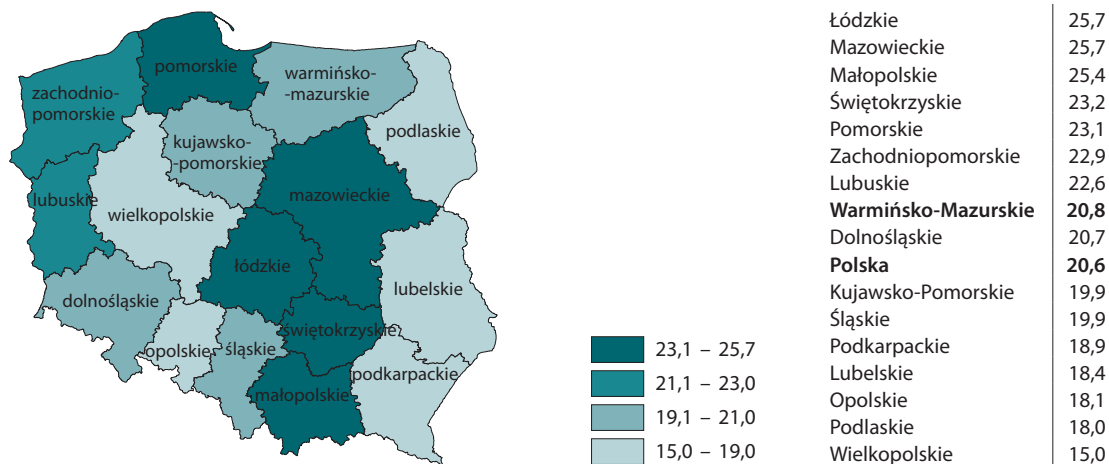 pomorskie
warmińsko-
-mazurskie
zachodnio-
pomorskie
podlaskie
kujawsko-
-pomorskie
lubuskie
wielkopolskie
mazowieckie
łódzkie
lubelskie
dolnośląskie
opolskie
śląskie
świętokrzyskie
podkarpackie
małopolskie
23,1 – 25,7
21,1 – 23,0
19,1 – 21,0
15,0 – 19,0
Łódzkie 25,7
Mazowieckie 25,7
Małopolskie 25,4
Świętokrzyskie 23,2
Pomorskie 23,1
Zachodniopomorskie 22,9
Lubuskie 22,6
Warmińsko-Mazurskie 20,8
Dolnośląskie 20,7
Polska 20,6
Kujawsko-Pomorskie 19,9
Śląskie 19,9
Podkarpackie 18,9
Lubelskie 18,4
Opolskie 18,1
Podlaskie 18,0
Wielkopolskie 15,0